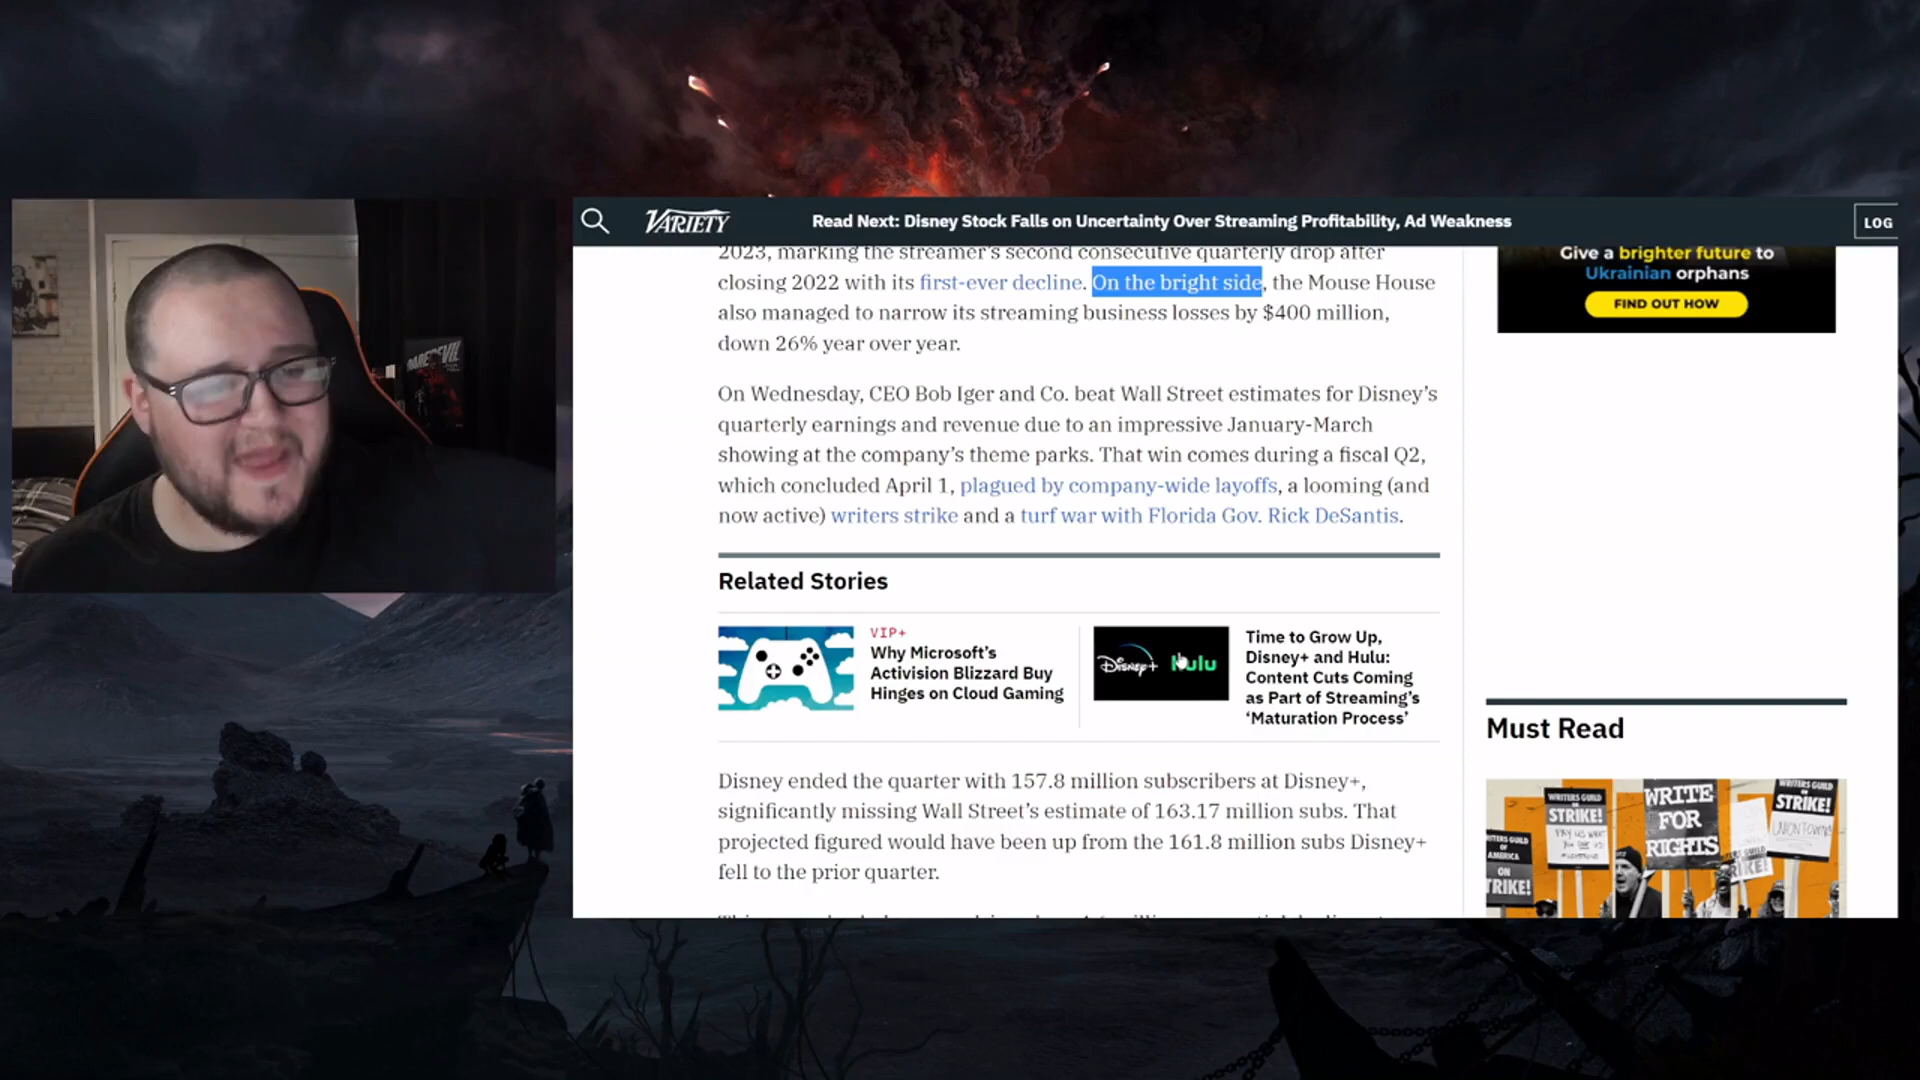 VARIETY
Read Next: Disney Stock Falls on Uncertainty Over Streaming Profitability, Ad Weakness
LOG
2023, marking the streamer's second consecutive quarterly drop after
closing 2022 with its first-ever decline. On the bright side, the Mouse House
also managed to narrow its streaming business losses by $400 million,
down 26% year over year.
On Wednesday, CEO Bob Iger and Co. beat Wall Street estimates for Disney's
quarterly earnings and revenue due to an impressive January-March
showing at the company's theme parks. That win comes during a fiscal Q2,
which concluded April 1, plagued by company-wide layoffs, a looming (and
now active) writers strike and a turf war with Florida Gov. Rick DeSantis.
Related Stories
VIP+
Why Microsoft's
Activision Blizzard Buy
Hinges on Cloud Gaming
Disney+ hulu
Time to Grow Up,
Disney+ and Hulu:
Content Cuts Coming
as Part of Streaming's
'Maturation Process'
Disney ended the quarter with 157.8 million subscribers at Disney+,
significantly missing Wall Street's estimate of 163.17 million subs. That
projected figured would have been up from the 161.8 million subs Disney+
fell to the prior quarter.
Give a brighter future to
Ukrainian orphans
FIND OUT HOW
Must Read
WRITERS GUILD
STRIKE!
WRITE
FOR
RIGHTS
WRITERS GUILD
STRIKE!
AMERICA
ON
TRIKE!
DAREDEVIL